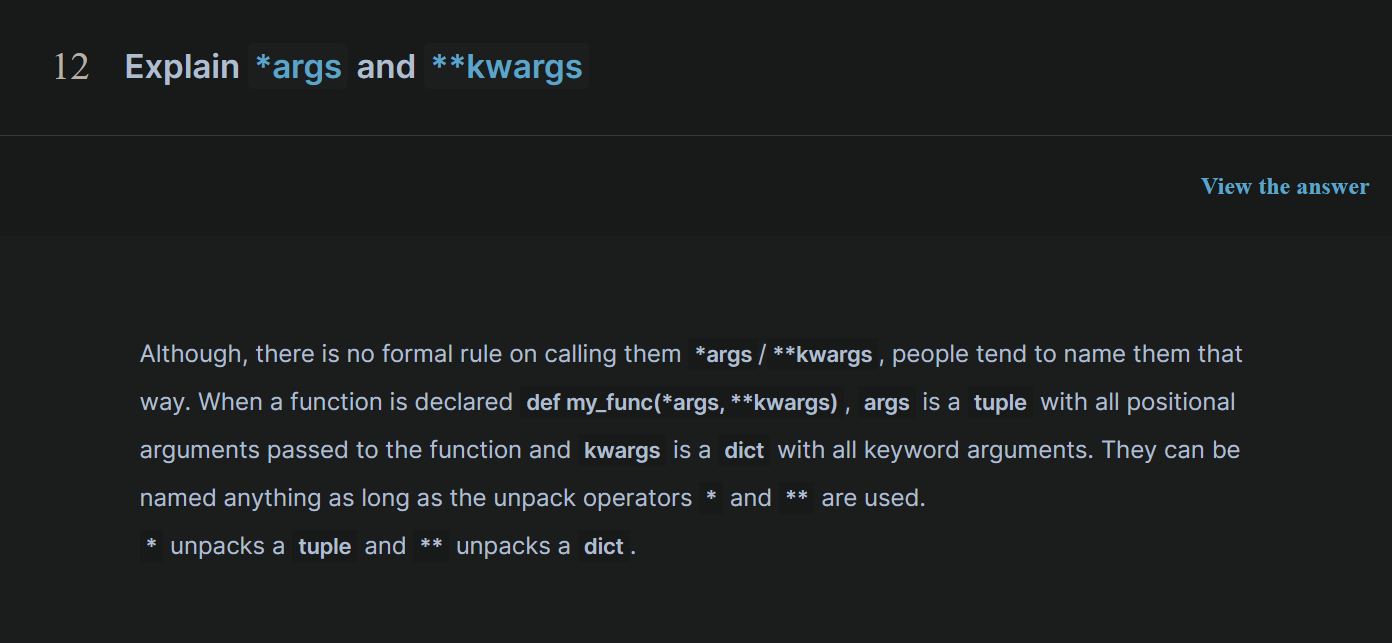 12 Explain *args and **kwargs
View the answer
Although, there is no formal rule on calling them *args / **kwargs , people tend to name them that
way. When a function is declared def my_func(*args, **kwargs) , args is a tuple with all positional
arguments passed to the function and kwargs is a dict with all keyword arguments. They can be
named anything as long as the unpack operators * and ** are used.
* unpacks a tuple and ** unpacks a dict .